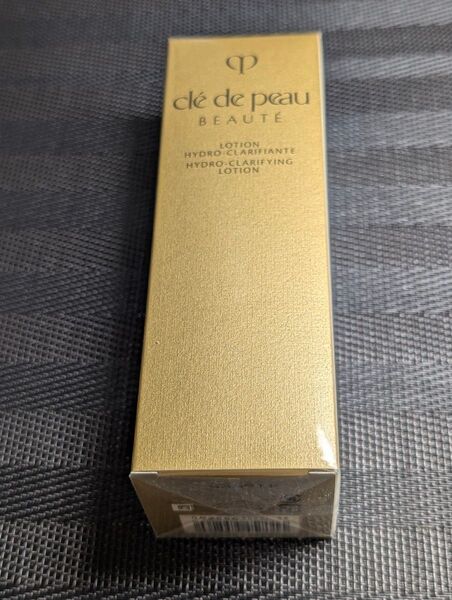 clé de peau
BEAUTÉ
LOTION
HYDRO-CLARIFIANTE
HYDRO-CLARIFYING
LOTION